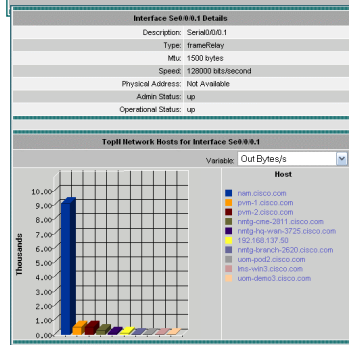 Interface Se0/0/0.1 Details
Description: Serial0/0/0.1
Type: frameRelay
Mtu: 1500 bytes
Speed: 128000 bits/second
Physical Address: Not Available
Admin Status: up
Operational Status: up
TopN Network Hosts for Interface Se0/0/0.1
Variable: Out Bytes/s
Host
nam.cisco.com
pvm-1.cisco.com
pvm-2.cisco.com
nmtg-cme-2811.cisco.com
nmtg-hq-wan-3725.cisco.com
192.168.137.50
nmtg-branch-2620.cisco.com
uom-pod2.cisco.com
lms-win3.cisco.com
uom-demo3.cisco.com
Thousands
10,00
9,00
8,00
7,00
6,00
5,00
4,00
3,00
2,00
1,00
0,00